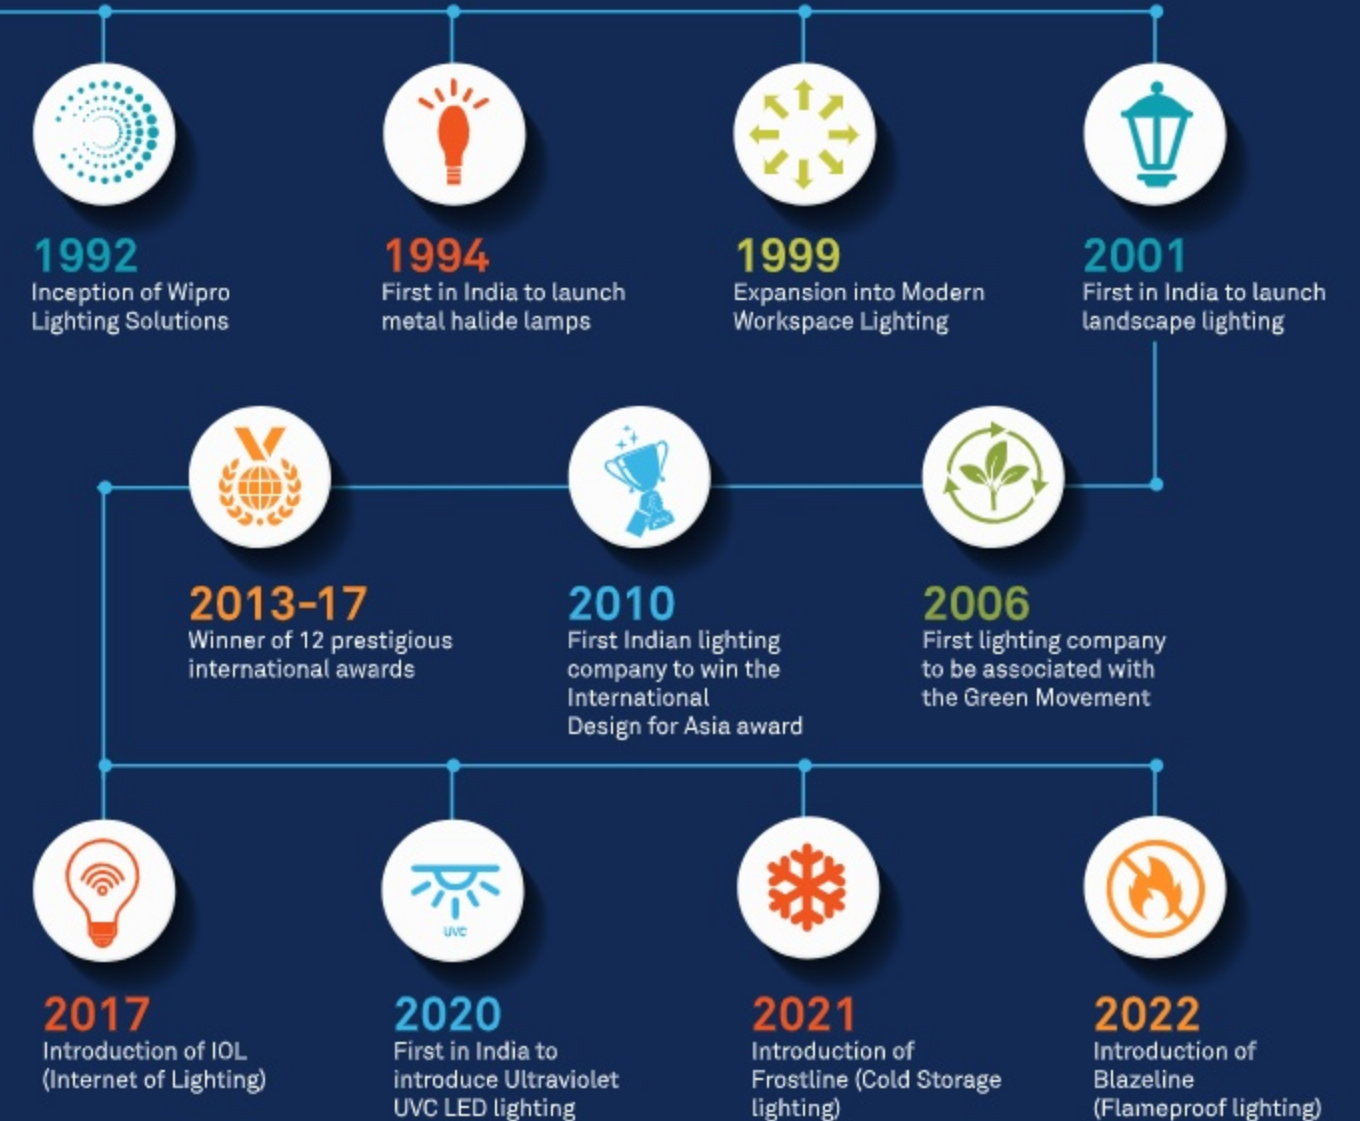 1992
Inception of Wipro
Lighting Solutions
1994
First in India to launch
metal halide lamps
1999
Expansion into Modern
Workspace Lighting
2001
First in India to launch
landscape lighting
2013-17
Winner of 12 prestigious
international awards
2010
First Indian lighting
company to win the
International
Design for Asia award
2006
First lighting company
to be associated with
the Green Movement
UVC
2017
Introduction of IOL
(Internet of Lighting)
2020
First in India to
introduce Ultraviolet
UVC LED lighting
2021
Introduction of
Frostline (Cold Storage
lighting)
2022
Introduction of
Blazeline
(Flameproof lighting)